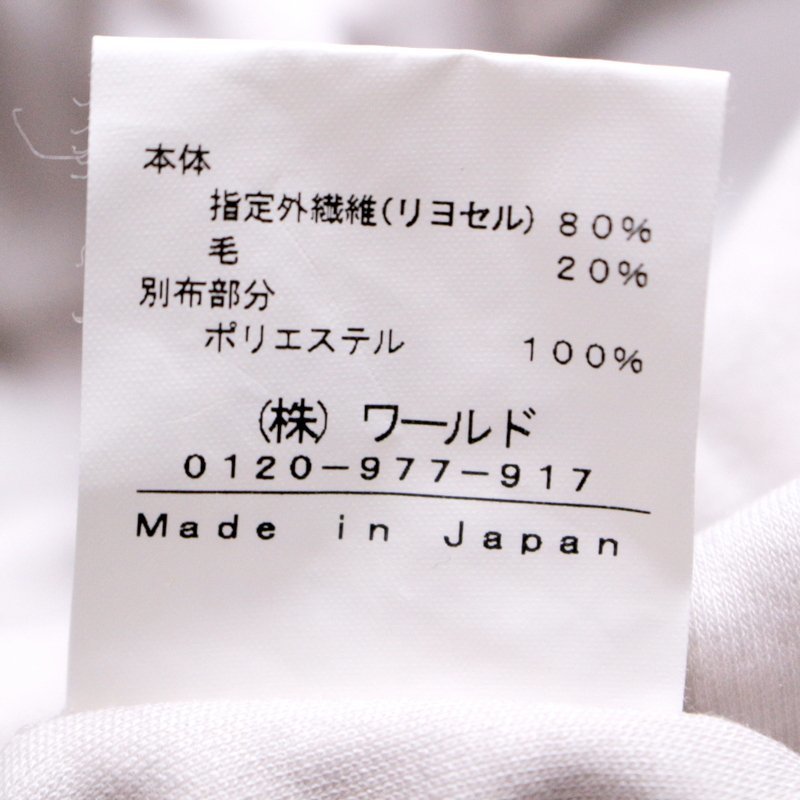 本体
指定外繊維(リヨセル) 80%
毛 20%
別布部分
ポリエステル 100%
(株) ワールド
0120-977-917
Made in Japan